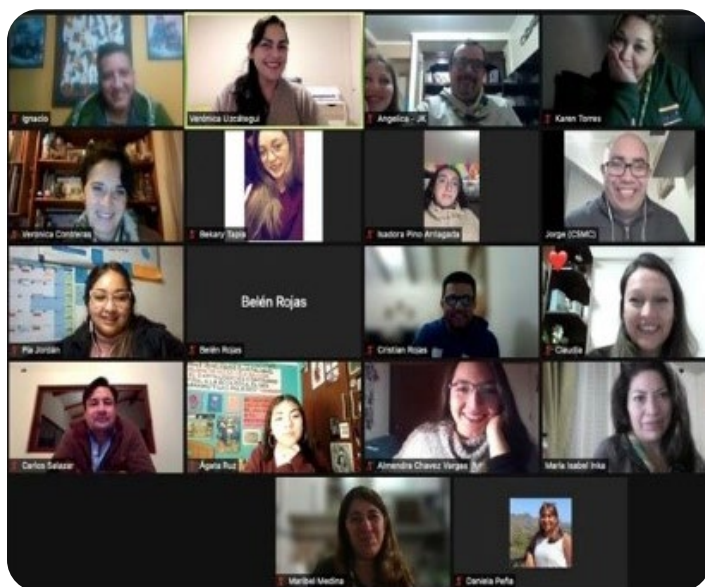 Ignacio
Verónica Uzcátegui
Angelica - JK
Karen Torres
Veronica Contreras
Bekary Tapia
Isadora Pino Arriagada
Jorge (CSMC)
Pia Jordán
Belén Rojas
Belén Rojas
Cristian Rojas
Claudia
Carlos Salazar
Ágata Ruz
Almendra Chavez Vargas
María Isabel Inka
Maribel Medina
Daniela Peña